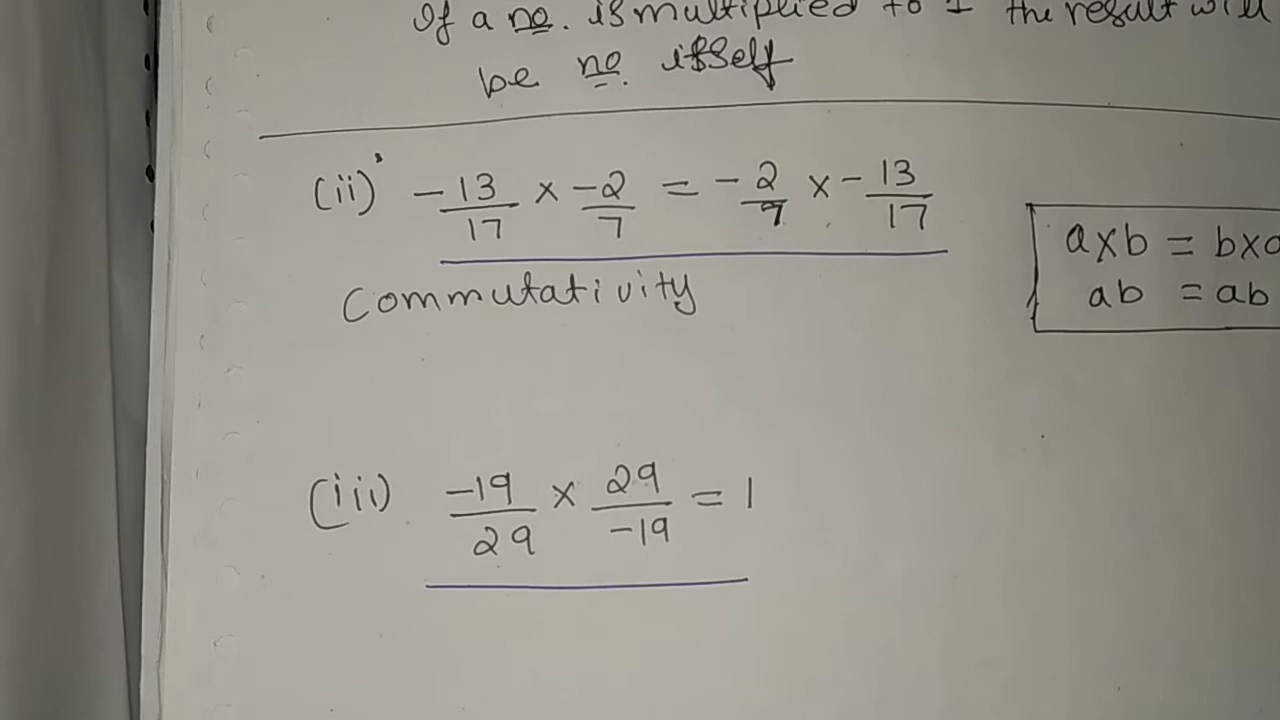 If a no. is multiplied to 1 the result will
be no. itself
(ii) -13/17 × -2/7 = -2/7 × -13/17
Commutativity
a×b = b×a
ab = ab
(iii) -19/29 × 29/-19 = 1